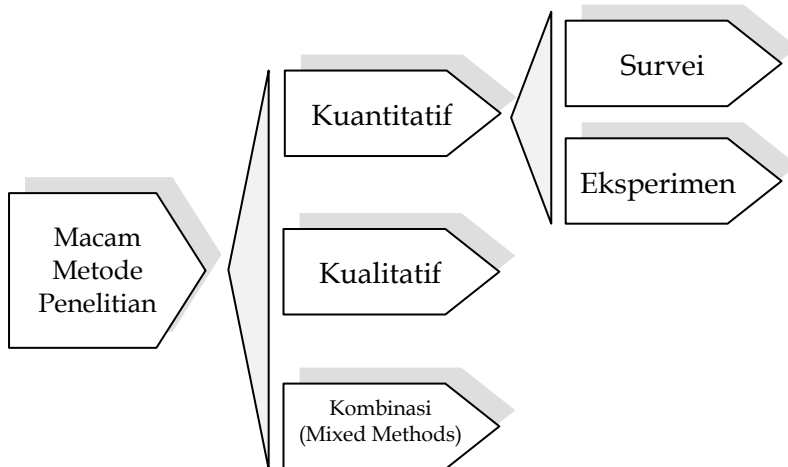 Macam
Metode
Penelitian
Kuantitatif
Kualitatif
Kombinasi
(Mixed Methods)
Survei
Eksperimen